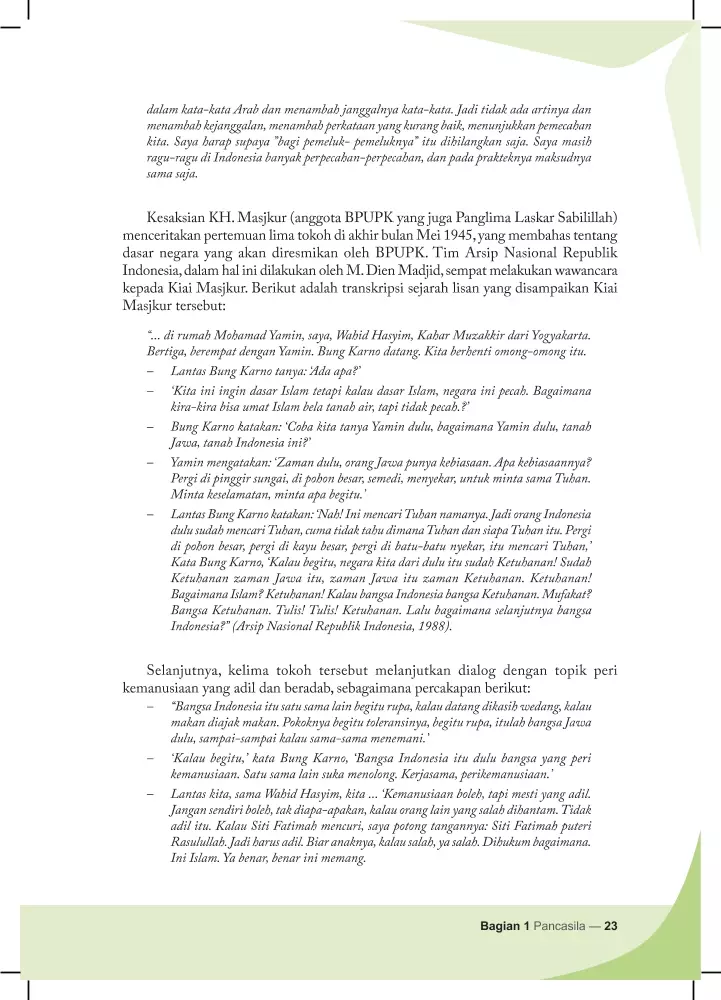 dalam kata-kata Arab dan menambah janggalnya kata-kata. Jadi tidak ada artinya dan
menambah kejanggalan, menambah perkataan yang kurang baik, menunjukkan pemecahan
kita. Saya harap supaya "bagi pemeluk- pemeluknya" itu dihilangkan saja. Saya masih
ragu-ragu di Indonesia banyak perpecahan-perpecahan, dan pada prakteknya maksudnya
sama saja.
Kesaksian KH. Masjkur (anggota BPUPK yang juga Panglima Laskar Sabilillah)
menceritakan pertemuan lima tokoh di akhir bulan Mei 1945, yang membahas tentang
dasar negara yang akan diresmikan oleh BPUPK. Tim Arsip Nasional Republik
Indonesia, dalam hal ini dilakukan oleh M. Dien Madjid, sempat melakukan wawancara
kepada Kiai Masjkur. Berikut adalah transkripsi sejarah lisan yang disampaikan Kiai
Masjkur tersebut:
"... di rumah Mohamad Yamin, saya, Wahid Hasyim, Kahar Muzakkir dari Yogyakarta.
Bertiga, berempat dengan Yamin. Bung Karno datang. Kita berhenti omong-omong itu.
– Lantas Bung Karno tanya: 'Ada apa?'
– 'Kita ini ingin dasar Islam tetapi kalau dasar Islam, negara ini pecah. Bagaimana
kira-kira bisa umat Islam bela tanah air, tapi tidak pecah.?'
– Bung Karno katakan: 'Coba kita tanya Yamin dulu, bagaimana Yamin dulu, tanah
Jawa, tanah Indonesia ini?'
– Yamin mengatakan: 'Zaman dulu, orang Jawa punya kebiasaan. Apa kebiasaannya?
Pergi di pinggir sungai, di pohon besar, semedi, menyekar, untuk minta sama Tuhan.
Minta keselamatan, minta apa begitu.'
– Lantas Bung Karno katakan: 'Nah! Ini mencari Tuhan namanya. Jadi orang Indonesia
dulu sudah mencari Tuhan, cuma tidak tahu dimana Tuhan dan siapa Tuhan itu. Pergi
di pohon besar, pergi di kayu besar, pergi di batu-batu nyekar, itu mencari Tuhan,'
Kata Bung Karno, 'Kalau begitu, negara kita dari dulu itu sudah Ketuhanan! Sudah
Ketuhanan zaman Jawa itu, zaman Jawa itu zaman Ketuhanan. Ketuhanan!
Bagaimana Islam? Ketuhanan! Kalau bangsa Indonesia bangsa Ketuhanan. Mufakat?
Bangsa Ketuhanan. Tulis! Tulis! Ketuhanan. Lalu bagaimana selanjutnya bangsa
Indonesia?" (Arsip Nasional Republik Indonesia, 1988).
Selanjutnya, kelima tokoh tersebut melanjutkan dialog dengan topik peri
kemanusiaan yang adil dan beradab, sebagaimana percakapan berikut:
– "Bangsa Indonesia itu satu sama lain begitu rupa, kalau datang dikasih wedang, kalau
makan diajak makan. Pokoknya begitu toleransinya, begitu rupa, itulah bangsa Jawa
dulu, sampai-sampai kalau sama-sama menemani.'
– 'Kalau begitu,' kata Bung Karno, 'Bangsa Indonesia itu dulu bangsa yang peri
kemanusiaan. Satu sama lain suka menolong. Kerjasama, perikemanusiaan.'
– Lantas kita, sama Wahid Hasyim, kita ... 'Kemanusiaan boleh, tapi mesti yang adil.
Jangan sendiri boleh, tak diapa-apakan, kalau orang lain yang salah dihantam. Tidak
adil itu. Kalau Siti Fatimah mencuri, saya potong tangannya: Siti Fatimah puteri
Rasulullah. Jadi harus adil. Biar anaknya, kalau salah, ya salah. Dihukum bagaimana.
Ini Islam. Ya benar, benar ini memang.
Bagian 1 Pancasila — 23